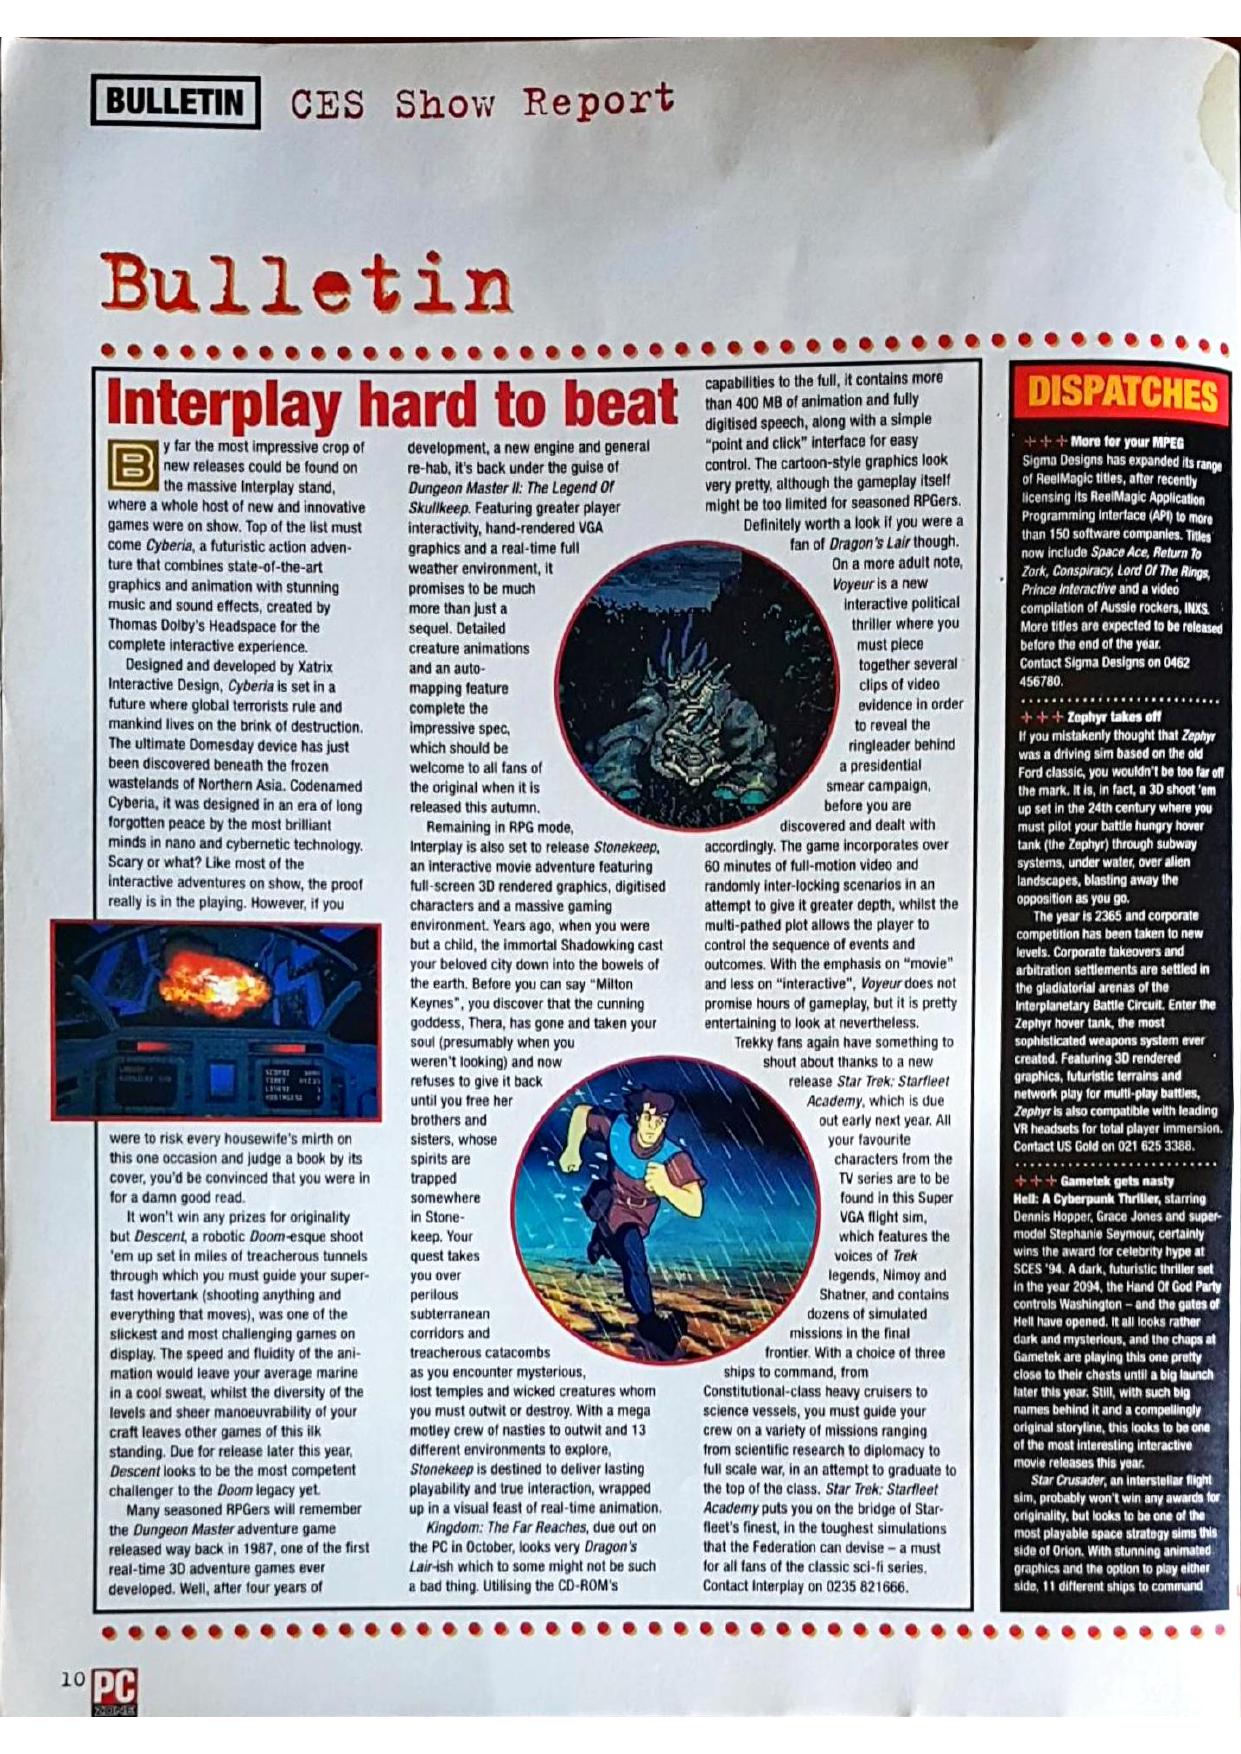 BULLETIN CES Show Report
Bulletin
Interplay hard to beat
By far the most impressive crop of
new releases could be found on
the massive Interplay stand,
where a whole host of new and innovative
games were on show. Top of the list must
come Cyberia, a futuristic action adven-
ture that combines state-of-the-art
graphics and animation with stunning
music and sound effects, created by
Thomas Dolby's Headspace for the
complete interactive experience.
Designed and developed by Xatrix
Interactive Design, Cyberia is set in a
future where global terrorists rule and
mankind lives on the brink of destruction.
The ultimate Domesday device has just
been discovered beneath the frozen
wastelands of Northern Asia. Codenamed
Cyberia, it was designed in an era of long
forgotten peace by the most brilliant
minds in nano and cybernetic technology.
Scary or what? Like most of the
interactive adventures on show, the proof
really is in the playing. However, if you
were to risk every housewife's mirth on
this one occasion and judge a book by its
cover, you'd be convinced that you were in
for a damn good read.
It won't win any prizes for originality
but Descent, a robotic Doom-esque shoot
'em up set in miles of treacherous tunnels
through which you must guide your super-
fast hovertank (shooting anything and
everything that moves), was one of the
slickest and most challenging games on
display. The speed and fluidity of the ani-
mation would leave your average marine
in a cool sweat, whilst the diversity of the
levels and sheer manoeuvrability of your
craft leaves other games of this ilk
standing. Due for release later this year,
Descent looks to be the most competent
challenger to the Doom legacy yet.
Many seasoned RPGers will remember
the Dungeon Master adventure game
released way back in 1987, one of the first
real-time 3D adventure games ever
developed. Well, after four years of
development, a new engine and general
re-hab, it's back under the guise of
Dungeon Master II: The Legend Of
Skullkeep. Featuring greater player
interactivity, hand-rendered VGA
graphics and a real-time full
weather environment, it
promises to be much
more than just a
sequel. Detailed
creature animations
and an auto-
mapping feature
complete the
impressive spec,
which should be
welcome to all fans of
the original when it is
released this autumn.
Remaining in RPG mode,
Interplay is also set to release Stonekeep,
an interactive movie adventure featuring
full-screen 3D rendered graphics, digitised
characters and a massive gaming
environment. Years ago, when you were
but a child, the immortal Shadowking cast
your beloved city down into the bowels of
the earth. Before you can say "Milton
Keynes", you discover that the cunning
goddess, Thera, has gone and taken your
soul (presumably when you
weren't looking) and now
refuses to give it back
until you free her
brothers and
sisters, whose
spirits are
trapped
somewhere
in Stone-
keep. Your
quest takes
you over
perilous
subterranean
corridors and
treacherous catacombs
as you encounter mysterious,
lost temples and wicked creatures whom
you must outwit or destroy. With a mega
motley crew of nasties to outwit and 13
different environments to explore,
Stonekeep is destined to deliver lasting
playability and true interaction, wrapped
up in a visual feast of real-time animation.
Kingdom: The Far Reaches, due out on
the PC in October, looks very Dragon's
Lair-ish which to some might not be such
a bad thing. Utilising the CD-ROM's
capabilities to the full, it contains more
than 400 MB of animation and fully
digitised speech, along with a simple
"point and click" interface for easy
control. The cartoon-style graphics look
very pretty, although the gameplay itself
might be too limited for seasoned RPGers.
Definitely worth a look if you were a
fan of Dragon's Lair though.
On a more adult note,
Voyeur is a new
interactive political
thriller where you
must piece
together several
clips of video
evidence in order
to reveal the
ringleader behind
a presidential
smear campaign,
before you are
discovered and dealt with
accordingly. The game incorporates over
60 minutes of full-motion video and
randomly inter-locking scenarios in an
attempt to give it greater depth, whilst the
multi-pathed plot allows the player to
control the sequence of events and
outcomes. With the emphasis on "movie"
and less on "interactive", Voyeur does not
promise hours of gameplay, but it is pretty
entertaining to look at nevertheless.
Trekky fans again have something to
shout about thanks to a new
release Star Trek: Starfleet
Academy, which is due
out early next year. All
your favourite
characters from the
TV series are to be
found in this Super
VGA flight sim,
which features the
voices of Trek
legends, Nimoy and
Shatner, and contains
dozens of simulated
missions in the final
frontier. With a choice of three
ships to command, from
Constitutional-class heavy cruisers to
science vessels, you must guide your
crew on a variety of missions ranging
from scientific research to diplomacy to
full scale war, in an attempt to graduate to
the top of the class. Star Trek: Starfleet
Academy puts you on the bridge of Star-
fleet's finest, in the toughest simulations
that the Federation can devise – a must
for all fans of the classic sci-fi series.
Contact Interplay on 0235 821666.
DISPATCHES
+++ More for your MPEG
Sigma Designs has expanded its range
of ReelMagic titles, after recently
licensing its ReelMagic Application
Programming Interface (API) to more
than 150 software companies. Titles
now include Space Ace, Return To
Zork, Conspiracy, Lord Of The Rings,
Prince Interactive and a video
compilation of Aussie rockers, INXS.
More titles are expected to be released
before the end of the year.
Contact Sigma Designs on 0462
456780.
+++ Zephyr takes off
If you mistakenly thought that Zephyr
was a driving sim based on the old
Ford classic, you wouldn't be too far off
the mark. It is, in fact, a 3D shoot 'em
up set in the 24th century where you
must pilot your battle hungry hover
tank (the Zephyr) through subway
systems, under water, over alien
landscapes, blasting away the
opposition as you go.
The year is 2365 and corporate
competition has been taken to new
levels. Corporate takeovers and
arbitration settlements are settled in
the gladiatorial arenas of the
Interplanetary Battle Circuit. Enter the
Zephyr hover tank, the most
sophisticated weapons system ever
created. Featuring 3D rendered
graphics, futuristic terrains and
network play for multi-play battles,
Zephyr is also compatible with leading
VR headsets for total player immersion.
Contact US Gold on 021 625 3388.
+++ Gametek gets nasty
Hell: A Cyberpunk Thriller, starring
Dennis Hopper, Grace Jones and super-
model Stephanie Seymour, certainly
wins the award for celebrity hype at
SCES '94. A dark, futuristic thriller set
in the year 2094, the Hand Of God Party
controls Washington – and the gates of
Hell have opened. It all looks rather
dark and mysterious, and the chaps at
Gametek are playing this one pretty
close to their chests until a big launch
later this year. Still, with such big
names behind it and a compellingly
original storyline, this looks to be one
of the most interesting interactive
movie releases this year.
Star Crusader, an interstellar flight
sim, probably won't win any awards for
originality, but looks to be one of the
most playable space strategy sims this
side of Orion. With stunning animated
graphics and the option to play either
side, 11 different ships to command
10 PC
ZONE